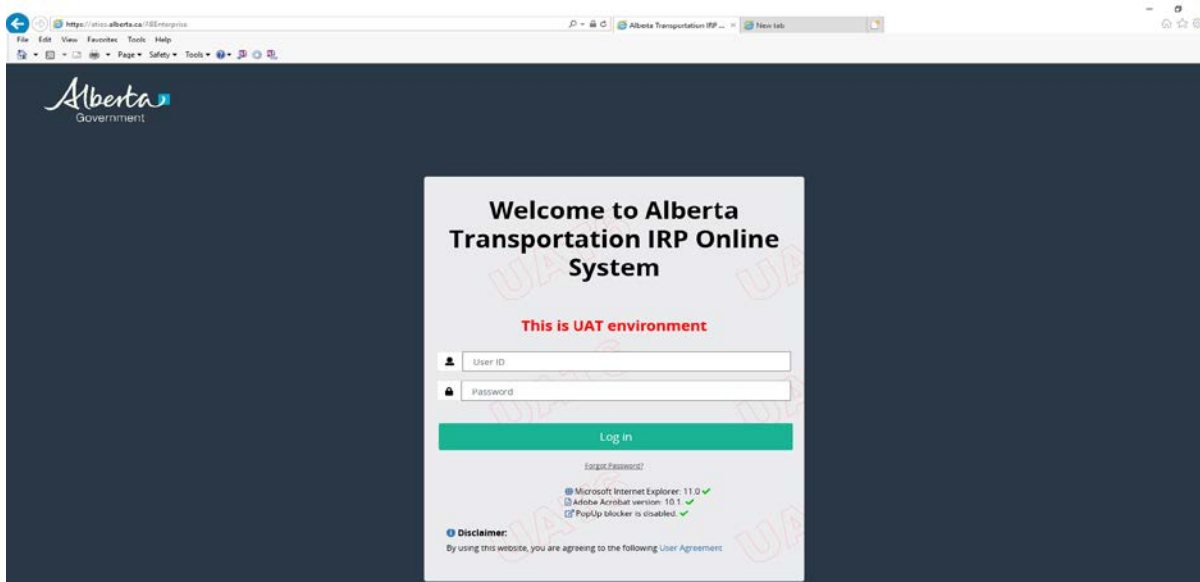 Alberta Transportation IRP ...
New tab
File Edit View Favorites Tools Help
Page Safety Tools
Alberta
Government
Welcome to Alberta
Transportation IRP Online
System
This is UAT environment
User ID
Password
Log in
Forgot Password?
Microsoft Internet Explorer: 11.0
Adobe Acrobat version: 10.1.
PopUp blocker is disabled.
Disclaimer:
By using this website, you are agreeing to the following User Agreement